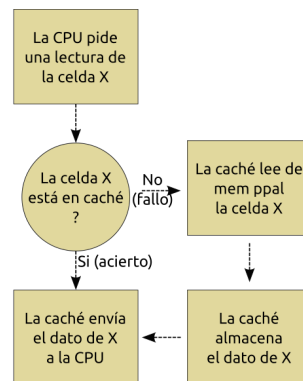 La CPU pide
una lectura de
la celda X
La celda X
está en caché
?
No
(fallo)
La caché lee de
mem ppal
la celda X
Si (acierto)
La caché envía
el dato de X
a la CPU
La caché
almacena
el dato de X